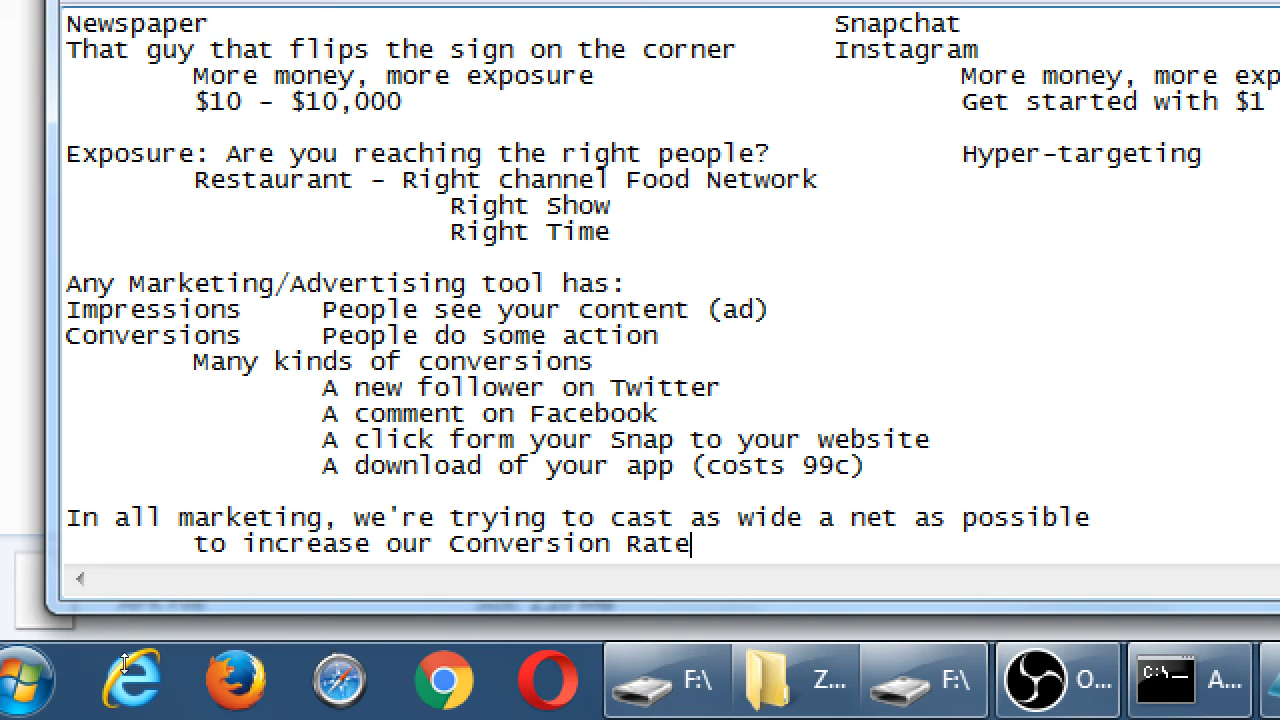 Newspaper Snapchat
That guy that flips the sign on the corner Instagram
More money, more exposure More money, more exp
$10 - $10,000 Get started with $1
Exposure: Are you reaching the right people? Hyper-targeting
Restaurant - Right channel Food Network
Right Show
Right Time
Any Marketing/Advertising tool has:
Impressions People see your content (ad)
Conversions People do some action
Many kinds of conversions
A new follower on Twitter
A comment on Facebook
A click form your Snap to your website
A download of your app (costs 99c)
In all marketing, we're trying to cast as wide a net as possible
to increase our Conversion Rate
F:\ Z... F:\ O... C:\ A...